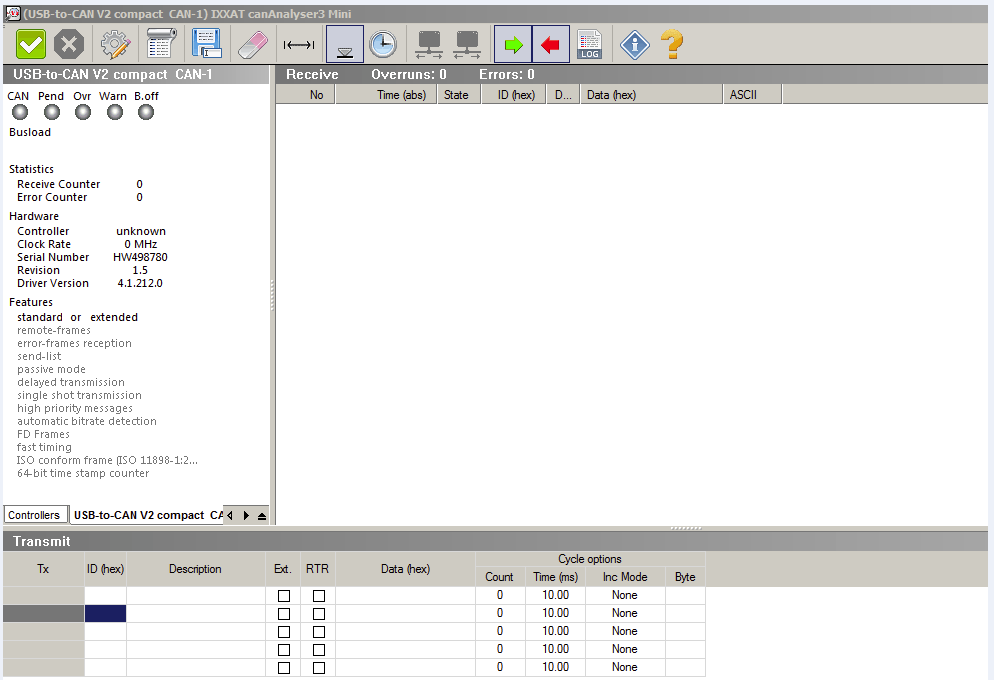 (USB-to-CAN V2 compact CAN-1) IXXAT canAnalyser3 Mini
LOG
USB-to-CAN V2 compact CAN-1
Receive Overruns: 0 Errors: 0
No Time (abs) State ID (hex) D... Data (hex) ASCII
CAN Pend Ovr Warn B.off
Busload
Statistics
Receive Counter 0
Error Counter 0
Hardware
Controller unknown
Clock Rate 0 MHz
Serial Number HW498780
Revision 1.5
Driver Version 4.1.212.0
Features
standard or extended
remote-frames
error-frames reception
send-list
passive mode
delayed transmission
single shot transmission
high priority messages
automatic bitrate detection
FD Frames
fast timing
ISO conform frame (ISO 11898-1:2...
64-bit time stamp counter
Controllers USB-to-CAN V2 compact CA
Transmit
Cycle options
Tx ID (hex) Description Ext. RTR Data (hex)
Count Time (ms) Inc Mode Byte
0 10.00 None
0 10.00 None
0 10.00 None
0 10.00 None
0 10.00 None